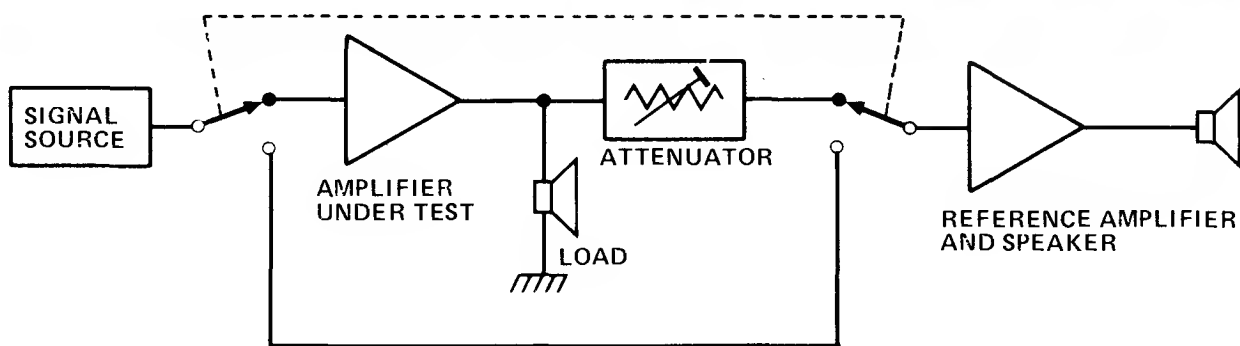 SIGNAL
SOURCE
AMPLIFIER
UNDER TEST
LOAD
ATTENUATOR
REFERENCE AMPLIFIER
AND SPEAKER